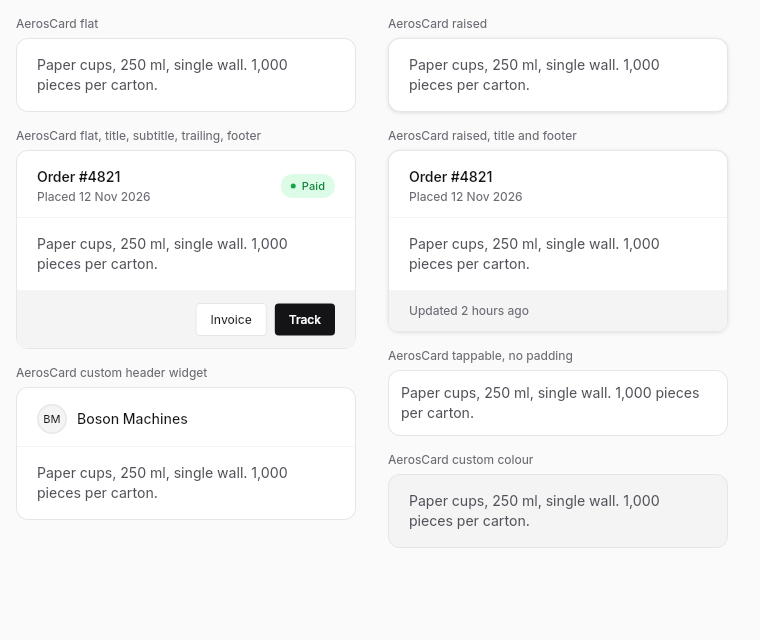 AerosCard flat
Paper cups, 250 ml, single wall. 1,000
pieces per carton.
AerosCard flat, title, subtitle, trailing, footer
Order #4821
Placed 12 Nov 2026
Paid
Paper cups, 250 ml, single wall. 1,000
pieces per carton.
Invoice
Track
AerosCard custom header widget
BM
Boson Machines
Paper cups, 250 ml, single wall. 1,000
pieces per carton.
AerosCard raised
Paper cups, 250 ml, single wall. 1,000
pieces per carton.
AerosCard raised, title and footer
Order #4821
Placed 12 Nov 2026
Paper cups, 250 ml, single wall. 1,000
pieces per carton.
Updated 2 hours ago
AerosCard tappable, no padding
Paper cups, 250 ml, single wall. 1,000 pieces
per carton.
AerosCard custom colour
Paper cups, 250 ml, single wall. 1,000
pieces per carton.